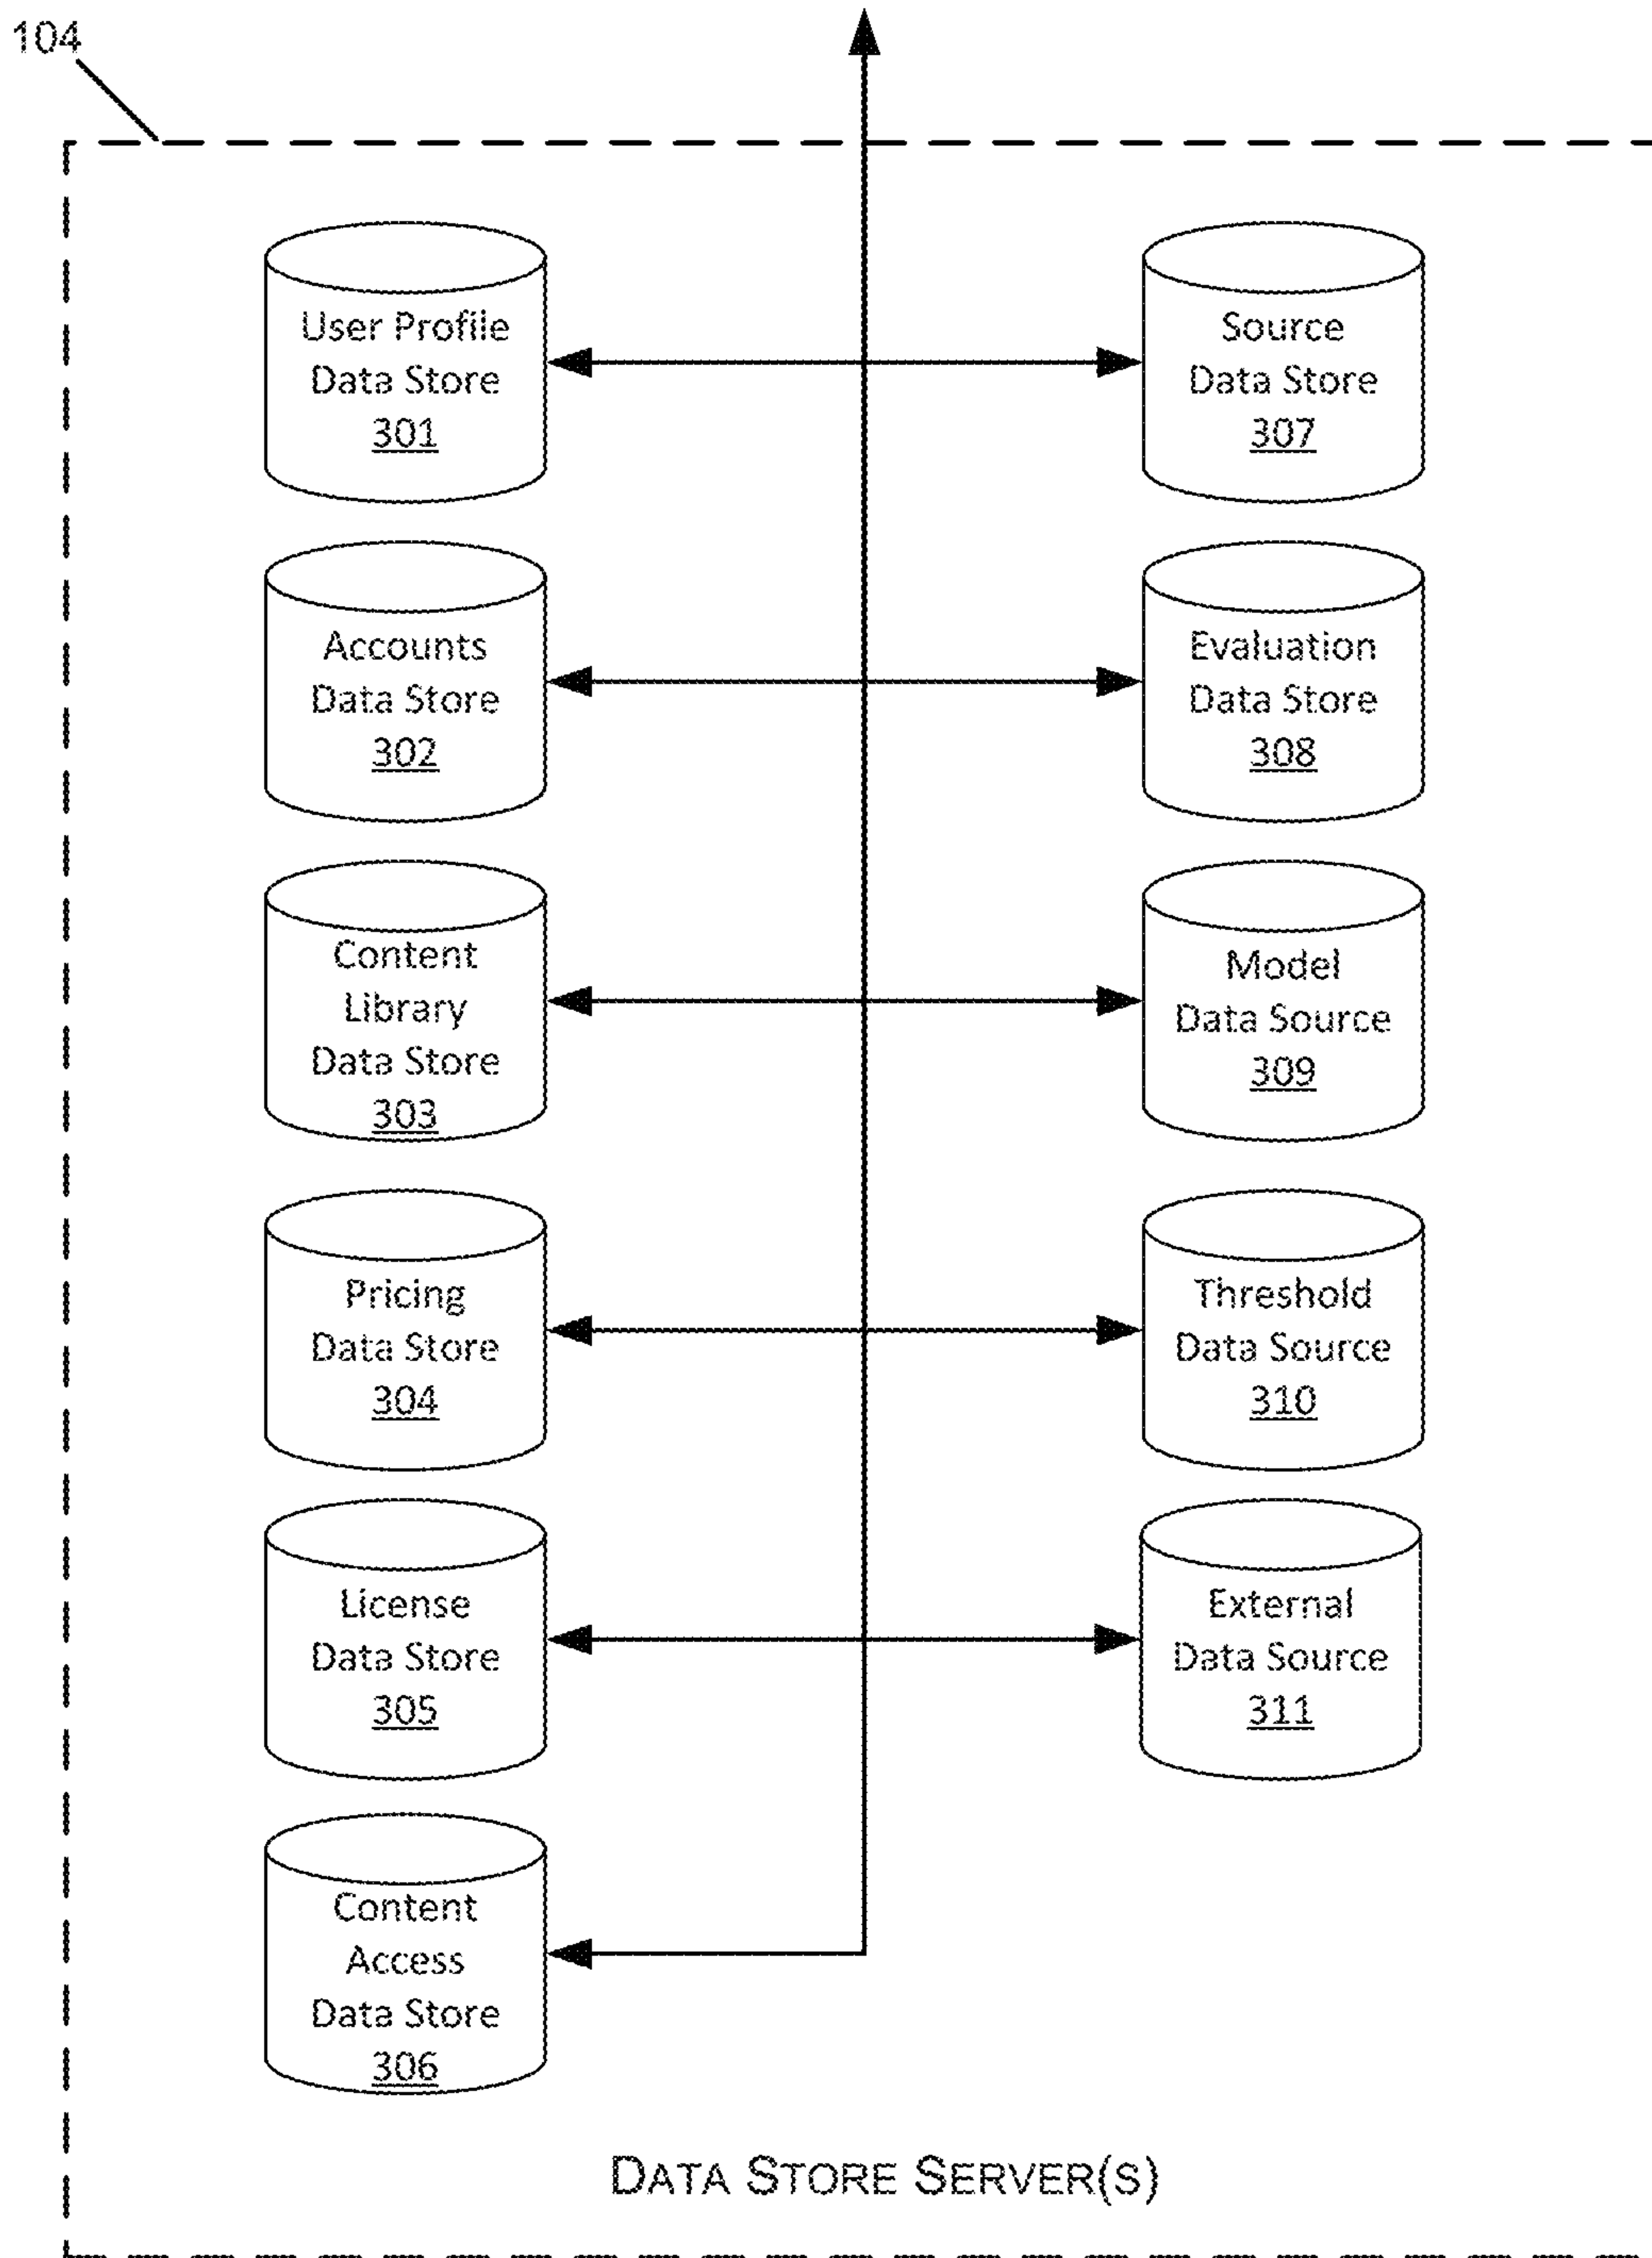 104
User Profile
Data Store
301
Source
Data Store
307
Accounts
Data Store
302
Evaluation
Data Store
308
Content
Library
Data Store
303
Model
Data Source
309
Pricing
Data Store
304
Threshold
Data Source
310
License
Data Store
305
External
Data Source
311
Content
Access
Data Store
306
DATA STORE SERVER(S)